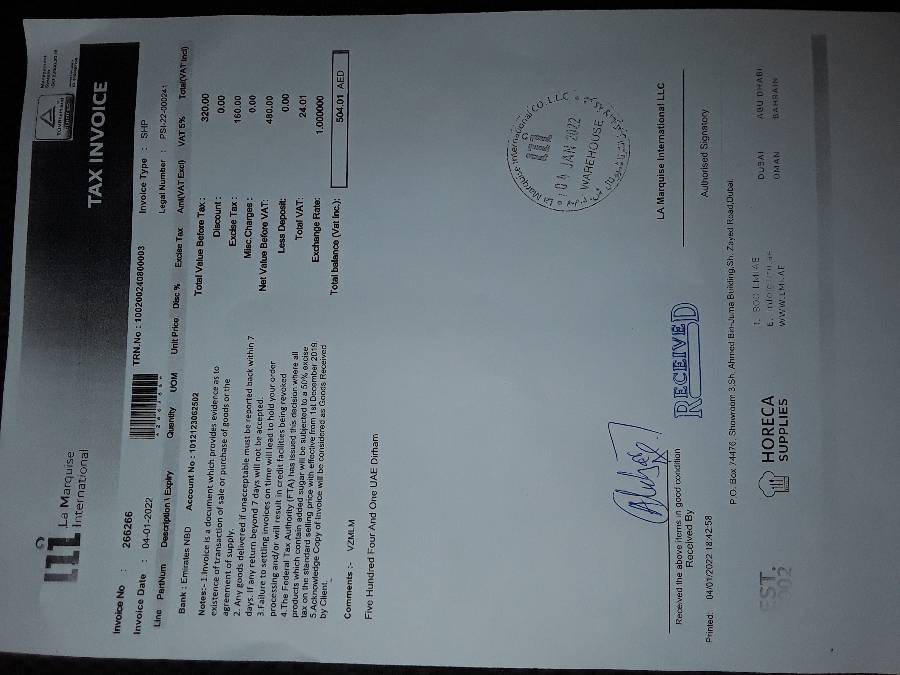 La Marquise
International
TAX INVOICE
Invoice No : 266266
TRN.No : 100200240800003
Invoice Type : SHP
Invoice Date : 04-01-2022
Legal Number : PSI-22-000241
Line PartNum Description \ Expiry Quantity UOM Unit Price Disc % Excise Tax Amt(VAT Excl) VAT 5% Total(VAT Incl)
Bank : Emirates NBD Account No : 1012123062502
Notes:- 1.Invoice is a document which provides evidence as to
existence of transaction of sale or purchase of goods or the
agreement of supply.
2. Any goods delivered if unacceptable must be reported back within 7
days. If any return beyond 7 days will not be accepted.
3.Failure to settling invoices on time will lead to hold your order
processing and/or will result in credit facilities being revoked
4.The Federal Tax Authority (FTA) has issued this decision where all
products which contain added sugar will be subjected to a 50% excise
tax on the standard selling price with effective from 1st December 2019.
5.Acknowledge Copy of Invoice will be considered as Goods Received
by Client.
Total Value Before Tax : 320.00
Discount : 0.00
Excise Tax : 160.00
Misc.Charges : 0.00
Net Value Before VAT: 480.00
Less Deposit: 0.00
Total VAT: 24.01
Exchange Rate: 1.000000
Total balance (Vat Inc.): 504.01 AED
Comments :- VZMLM
Five Hundred Four And One UAE Dirham
La Marquise International CO. L.L.C
04 JAN 2022
WAREHOUSE
RECEIVED
LA Marquise International LLC
Received the above items in good condition
Received By
Authorised Signatory
Printed: 04/01/2022 18:42:58
P.O. Box 74476, Showroom 3,Sh. Ahmed Bin-Juma Building,Sh. Zayed Road,Dubai
EST.
HORECA
SUPPLIES
T. 800 LMI AE
WWW.LMI.AE
DUBAI ABU DHABI
OMAN BAHRAIN